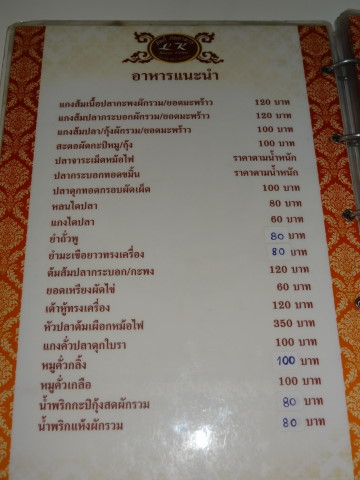 LK
อาหารแนะนำ
แกงส้มเนื้อปลากะพงผักรวม/ยอดมะพร้าว 120 บาท
แกงส้มปลากระบอกผักรวม/ยอดมะพร้าว 120 บาท
แกงส้มปลา/กุ้งผักรวม/ยอดมะพร้าว 100 บาท
สะตอผัดกะปิหมู/กุ้ง 100 บาท
ปลาจาระเม็ดหม้อไฟ ราคาตามน้ำหนัก
ปลากระบอกทอดขมิ้น ราคาตามน้ำหนัก
ปลาดุกทอดกรอบผัดเผ็ด 100 บาท
หลนไตปลา 80 บาท
แกงไตปลา 60 บาท
ยำถั่วพู 80 บาท
ยำมะเขือยาวทรงเครื่อง 80 บาท
ต้มส้มปลากระบอก/กะพง 120 บาท
ยอดเหรียงผัดไข่ 60 บาท
เต้าหู้ทรงเครื่อง 120 บาท
หัวปลาต้มเผือกหม้อไฟ 350 บาท
แกงคั่วปลาดุกใบรา 100 บาท
หมูคั่วกลิ้ง 100 บาท
หมูคั่วเกลือ 100 บาท
น้ำพริกกะปิกุ้งสดผักรวม 80 บาท
น้ำพริกแห้งผักรวม 80 บาท